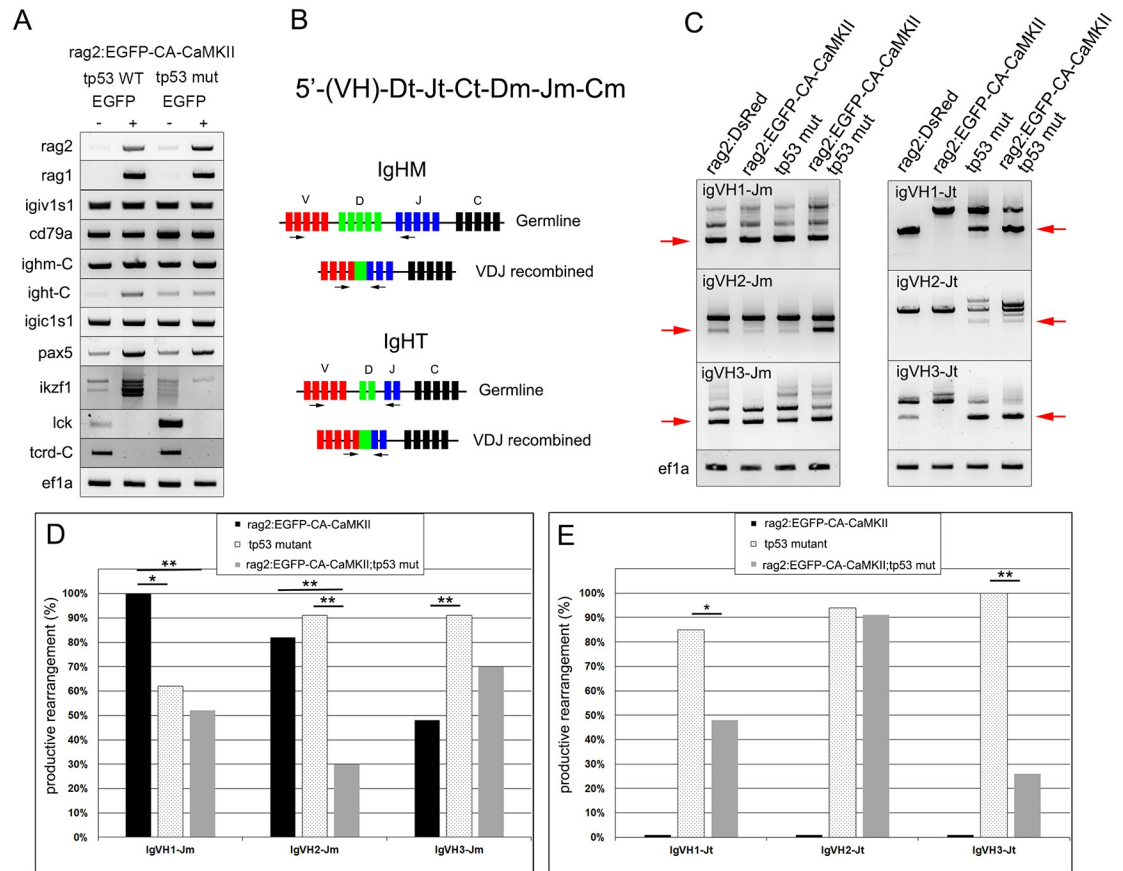 A
rag2:EGFP-CA-CaMKII
tp53 WT tp53 mut
EGFP EGFP
- + - +
rag2
rag1
igiv1s1
cd79a
ighm-C
ight-C
igic1s1
pax5
ikzf1
lck
tcrd-C
ef1a
B
5'-(VH)-Dt-Jt-Ct-Dm-Jm-Cm
IgHM
V D J C
Germline
VDJ recombined
IgHT
V D J C
Germline
VDJ recombined
C
rag2:DsRed
rag2:EGFP-CA-CaMKII
tp53 mut
rag2:EGFP-CA-CaMKII
tp53 mut
igVH1-Jm
igVH2-Jm
igVH3-Jm
ef1a
rag2:DsRed
rag2:EGFP-CA-CaMKII
tp53 mut
rag2:EGFP-CA-CaMKII
tp53 mut
igVH1-Jt
igVH2-Jt
igVH3-Jt
D
rag2:EGFP-CA-CaMKII
tp53 mutant
rag2:EGFP-CA-CaMKII;tp53 mut
productive rearrangement (%)
100%
90%
80%
70%
60%
50%
40%
30%
20%
10%
0%
**
*
**
**
**
IgVH1-Jm IgVH2-Jm IgVH3-Jm
E
rag2:EGFP-CA-CaMKII
tp53 mutant
rag2:EGFP-CA-CaMKII;tp53 mut
productive rearrangement (%)
100%
90%
80%
70%
60%
50%
40%
30%
20%
10%
0%
*
**
IgVH1-Jt IgVH2-Jt IgVH3-Jt